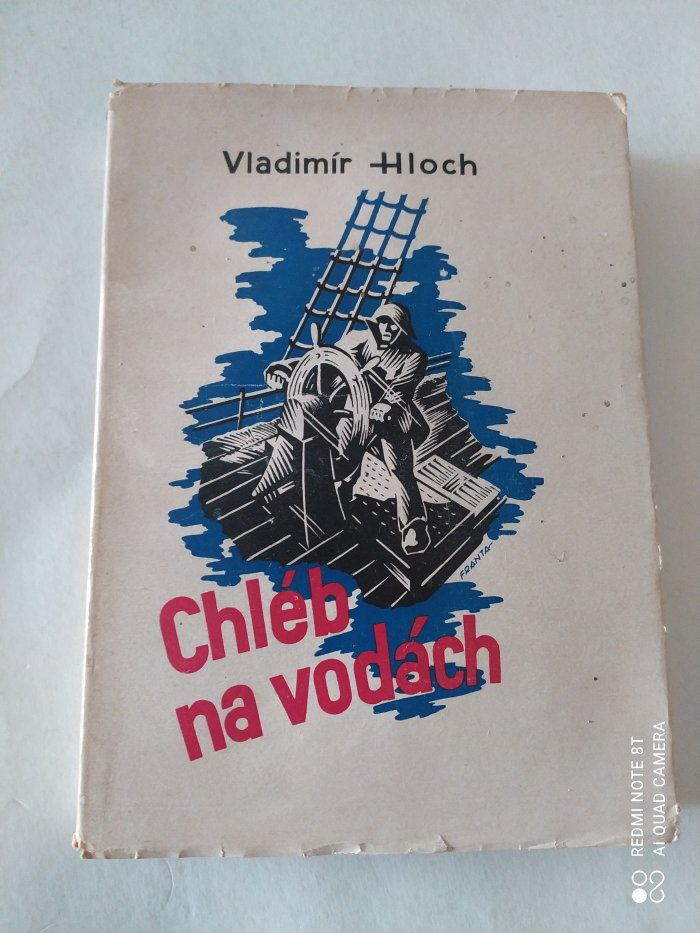 Vladimír Hloch
FRANTA
Chléb
na vodách
REDMI NOTE 8T
AI QUAD CAMERA